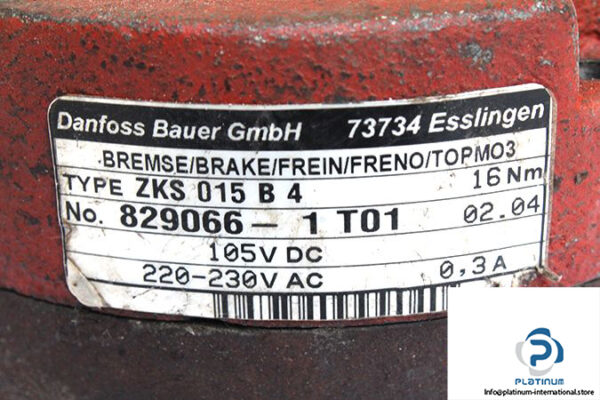 Danfoss Bauer GmbH 73734 Esslingen
BREMSE/BRAKE/FREIN/FRENO/TOPMO3
TYPE ZKS 015 B 4 16 Nm
No. 829066- 1 T01 02.04
105V DC
220-230V AC 0,3A
PLATINUM
Info@platinum-international.store